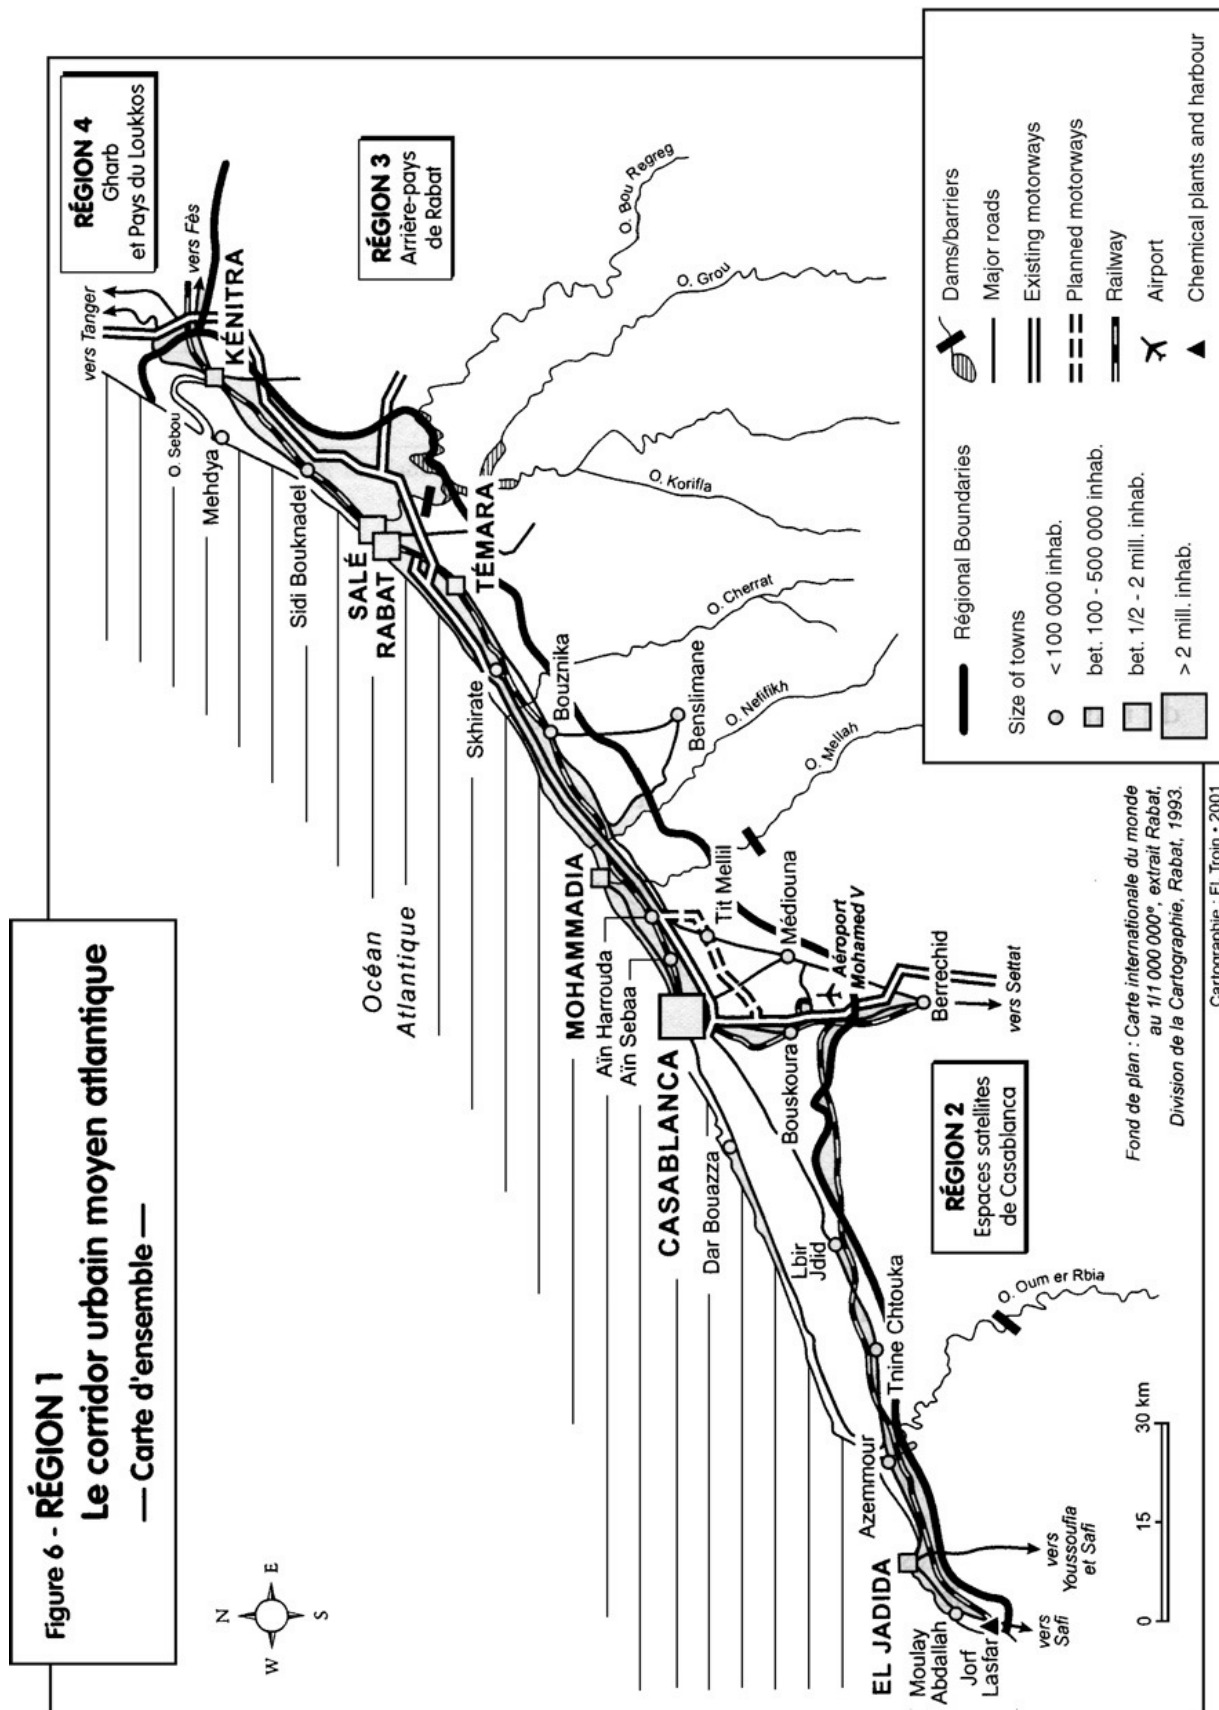 Figure 6 - RÉGION 1
Le corridor urbain moyen atlantique
— Carte d'ensemble —
N
W
E
S
RÉGION 4
Gharb
et Pays du Loukkos
RÉGION 3
Arrière-pays
de Rabat
vers Tanger
vers Fès
KÉNITRA
O. Sebou
Mehdya
Sidi Bouknadel
SALÉ
RABAT
TÉMARA
O. Bou Regreg
O. Grou
O. Korifla
O. Cherrat
Skhirate
Bouznika
Benslimane
O. Nefifikh
O. Mellah
Océan
Atlantique
MOHAMMADIA
Aïn Harrouda
Aïn Sebaa
Tit Mellil
Médiouna
CASABLANCA
Aéroport
Mohamed V
Dar Bouazza
Bouskoura
Berrechid
vers Settat
RÉGION 2
Espaces satellites
de Casablanca
Lbir
Jdid
Tnine Chtouka
O. Oum er Rbia
Azemmour
EL JADIDA
Moulay
Abdallah
Jorf
Lasfar
vers
Safi
vers
Youssoufia
et Safi
0
15
30 km
Régional Boundaries
Size of towns
< 100 000 inhab.
bet. 100 - 500 000 inhab.
bet. 1/2 - 2 mill. inhab.
> 2 mill. inhab.
Dams/barriers
Major roads
Existing motorways
Planned motorways
Railway
Airport
Chemical plants and harbour
Fond de plan : Carte internationale du monde
au 1/1 000 000°, extrait Rabat,
Division de la Cartographie, Rabat, 1993.
Cartographie : F.I. Troin • 2001